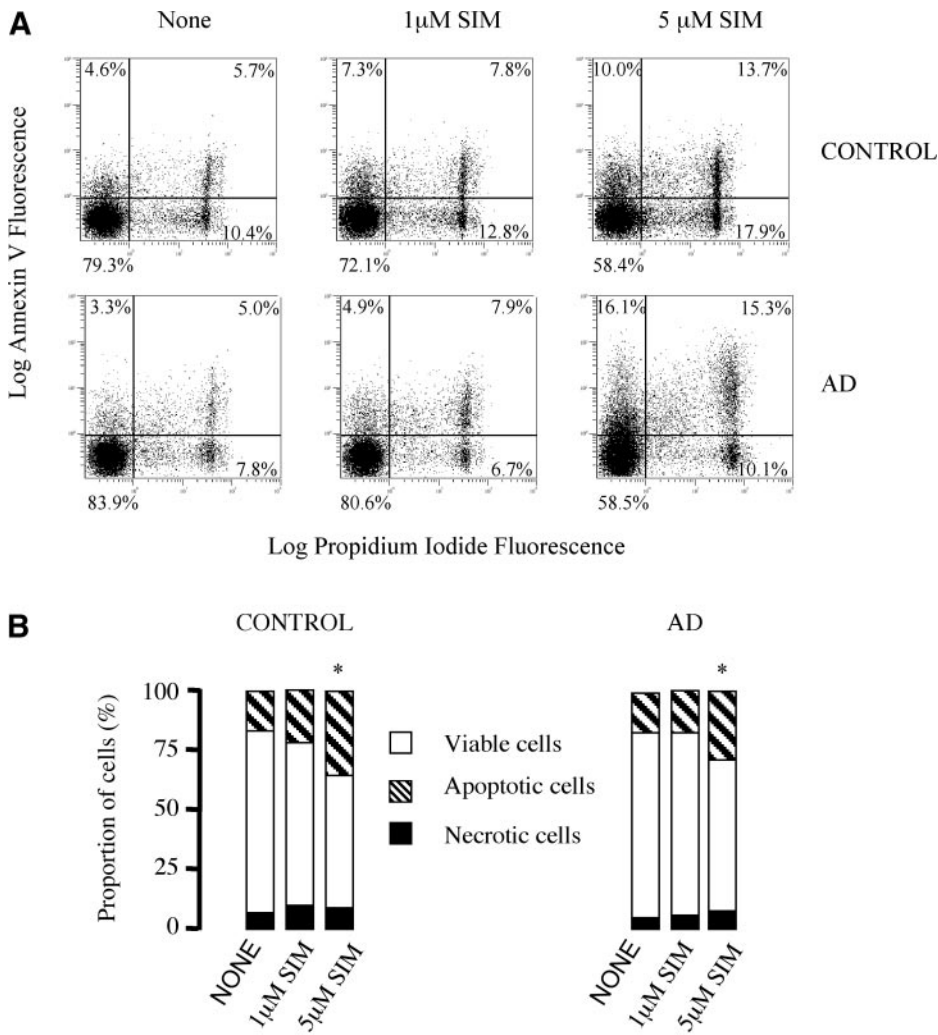 A
None 1µM SIM 5 µM SIM
4.6% 5.7% 7.3% 7.8% 10.0% 13.7%
CONTROL
10.4% 12.8% 17.9%
79.3% 72.1% 58.4%
3.3% 5.0% 4.9% 7.9% 16.1% 15.3%
AD
7.8% 6.7% 10.1%
83.9% 80.6% 58.5%
Log Annexin V Fluorescence
Log Propidium Iodide Fluorescence
B
CONTROL AD
* *
Proportion of cells (%)
100
75
50
25
0
Viable cells
Apoptotic cells
Necrotic cells
NONE 1µM SIM 5µM SIM NONE 1µM SIM 5µM SIM